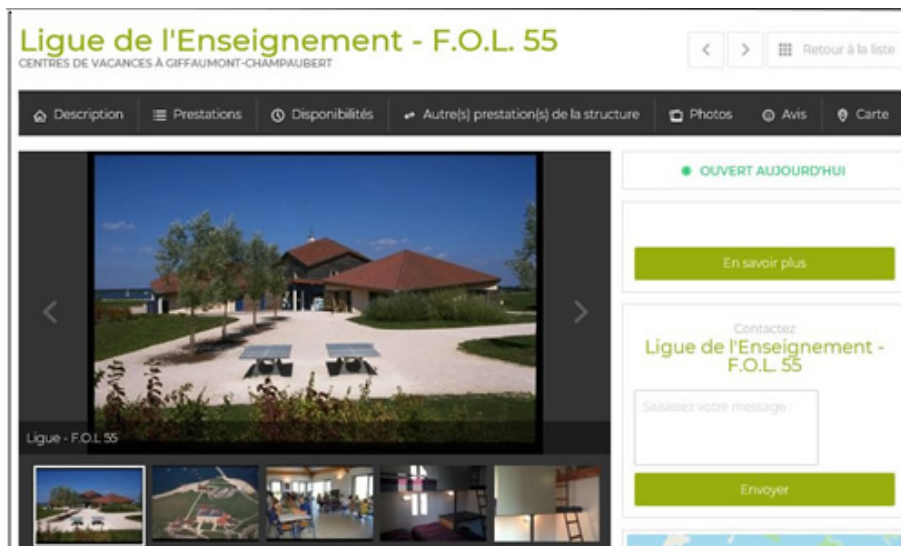 Ligue de l'Enseignement - F.O.L. 55
CENTRES DE VACANCES À GIFFAUMONT-CHAMPAUBERT
Retour à la liste
Description
Prestations
Disponibilités
Autre(s) prestation(s) de la structure
Photos
Avis
Carte
OUVERT AUJOURD'HUI
En savoir plus
Contactez
Ligue de l'Enseignement -
F.O.L. 55
Saisissez votre message :
Envoyer
Ligue - F.O.L 55